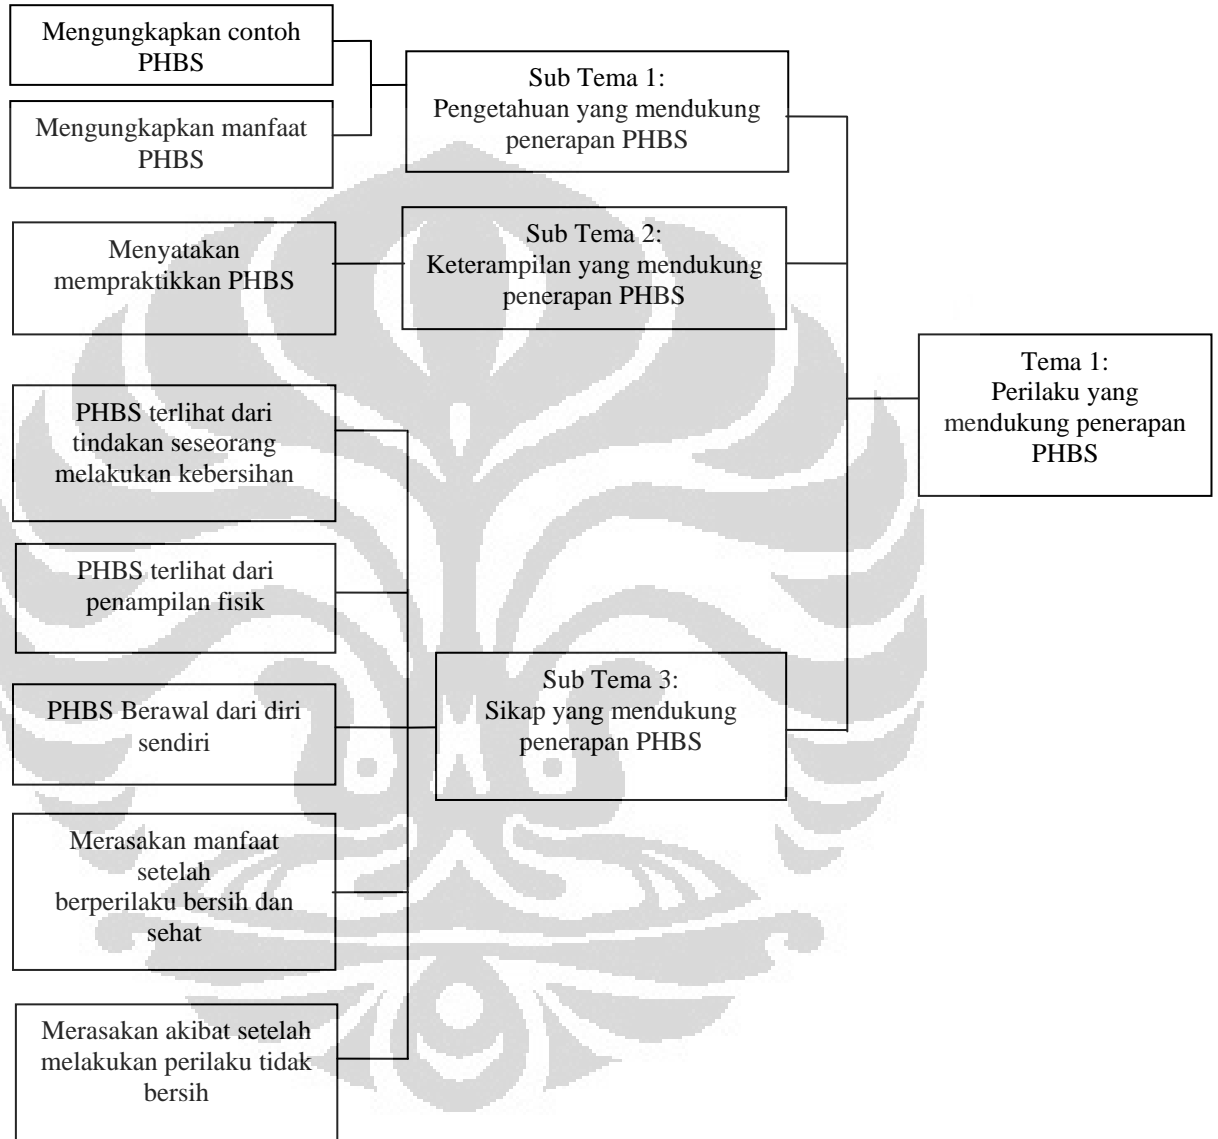 Mengungkapkan contoh
PHBS
Mengungkapkan manfaat
PHBS
Sub Tema 1:
Pengetahuan yang mendukung
penerapan PHBS
Menyatakan
mempraktikkan PHBS
Sub Tema 2:
Keterampilan yang mendukung
penerapan PHBS
PHBS terlihat dari
tindakan seseorang
melakukan kebersihan
PHBS terlihat dari
penampilan fisik
PHBS Berawal dari diri
sendiri
Merasakan manfaat
setelah
berperilaku bersih dan
sehat
Merasakan akibat setelah
melakukan perilaku tidak
bersih
Sub Tema 3:
Sikap yang mendukung
penerapan PHBS
Tema 1:
Perilaku yang
mendukung penerapan
PHBS